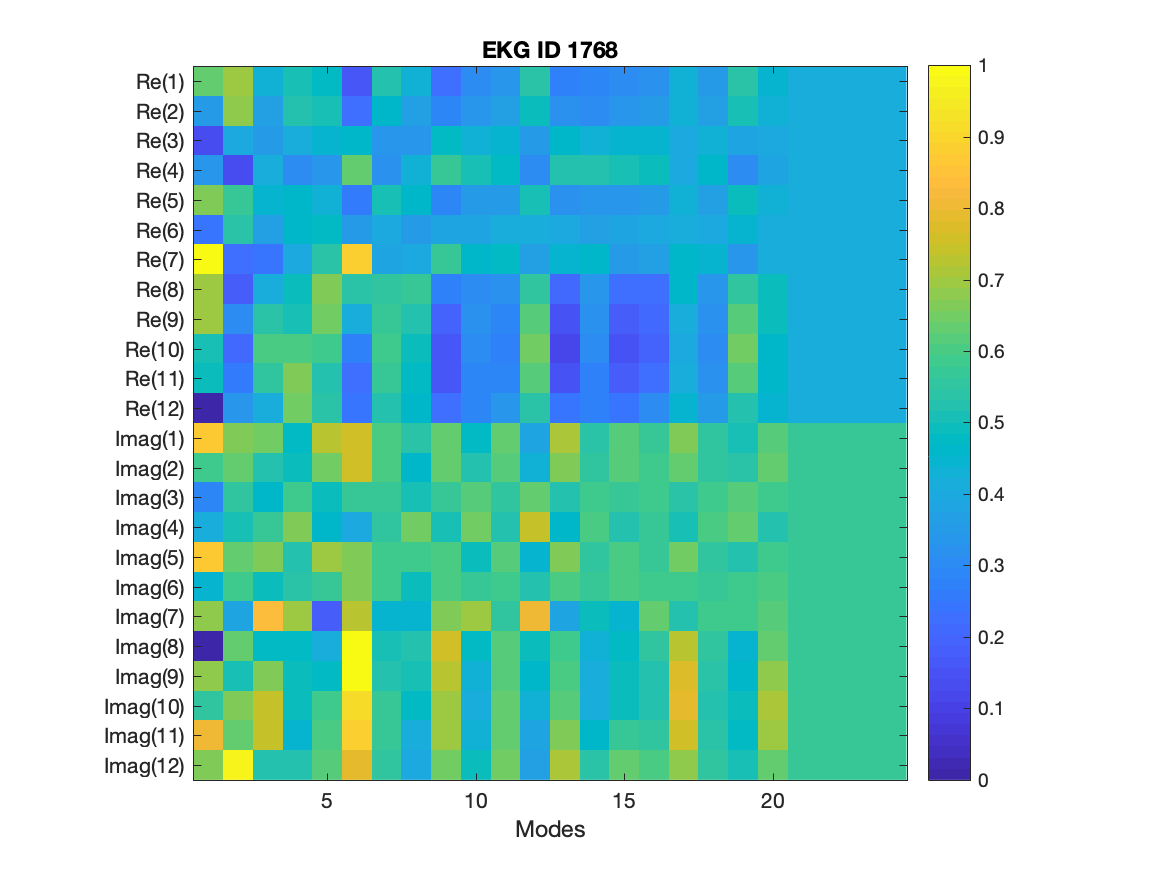 EKG ID 1768
Re(1)
Re(2)
Re(3)
Re(4)
Re(5)
Re(6)
Re(7)
Re(8)
Re(9)
Re(10)
Re(11)
Re(12)
Imag(1)
Imag(2)
Imag(3)
Imag(4)
Imag(5)
Imag(6)
Imag(7)
Imag(8)
Imag(9)
Imag(10)
Imag(11)
Imag(12)
5 10 15 20
Modes
1
0.9
0.8
0.7
0.6
0.5
0.4
0.3
0.2
0.1
0